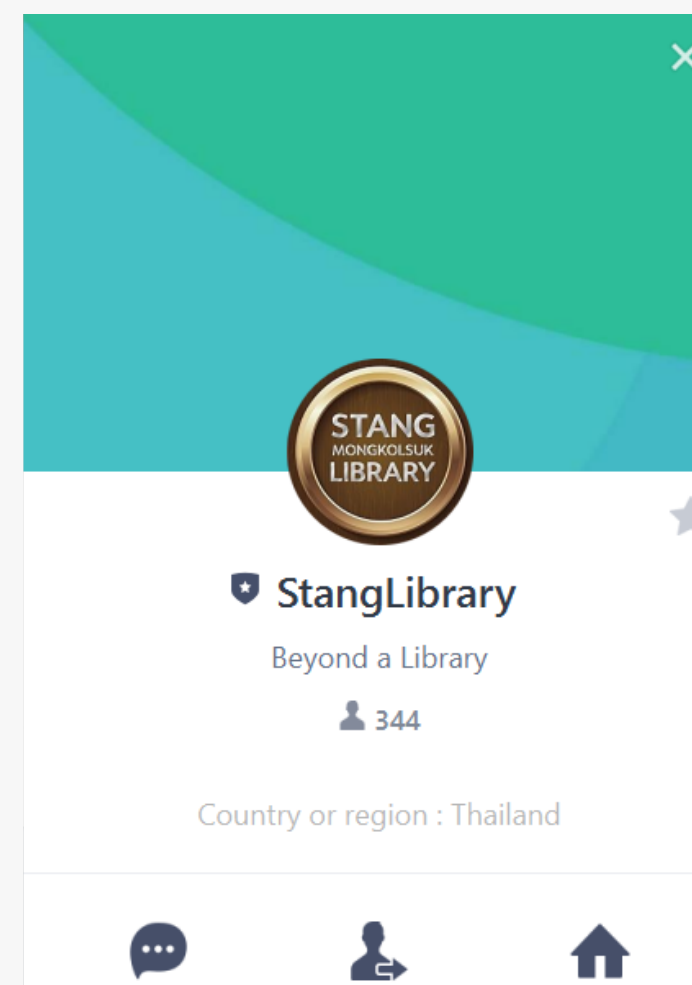 STANG
MONGKOLSUK
LIBRARY
StangLibrary
Beyond a Library
344
Country or region : Thailand